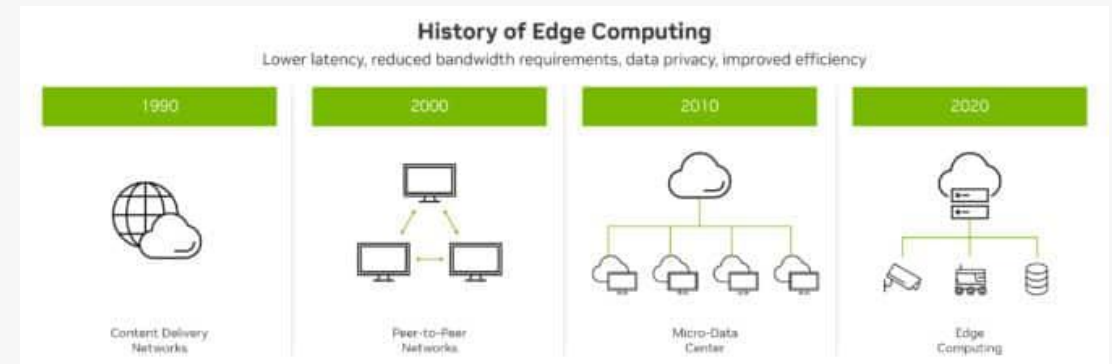 History of Edge Computing
Lower latency, reduced bandwidth requirements, data privacy, improved efficiency
1990
2000
2010
2020
Content Delivery
Networks
Peer-to-Peer
Networks
Micro-Data
Center
Edge
Computing